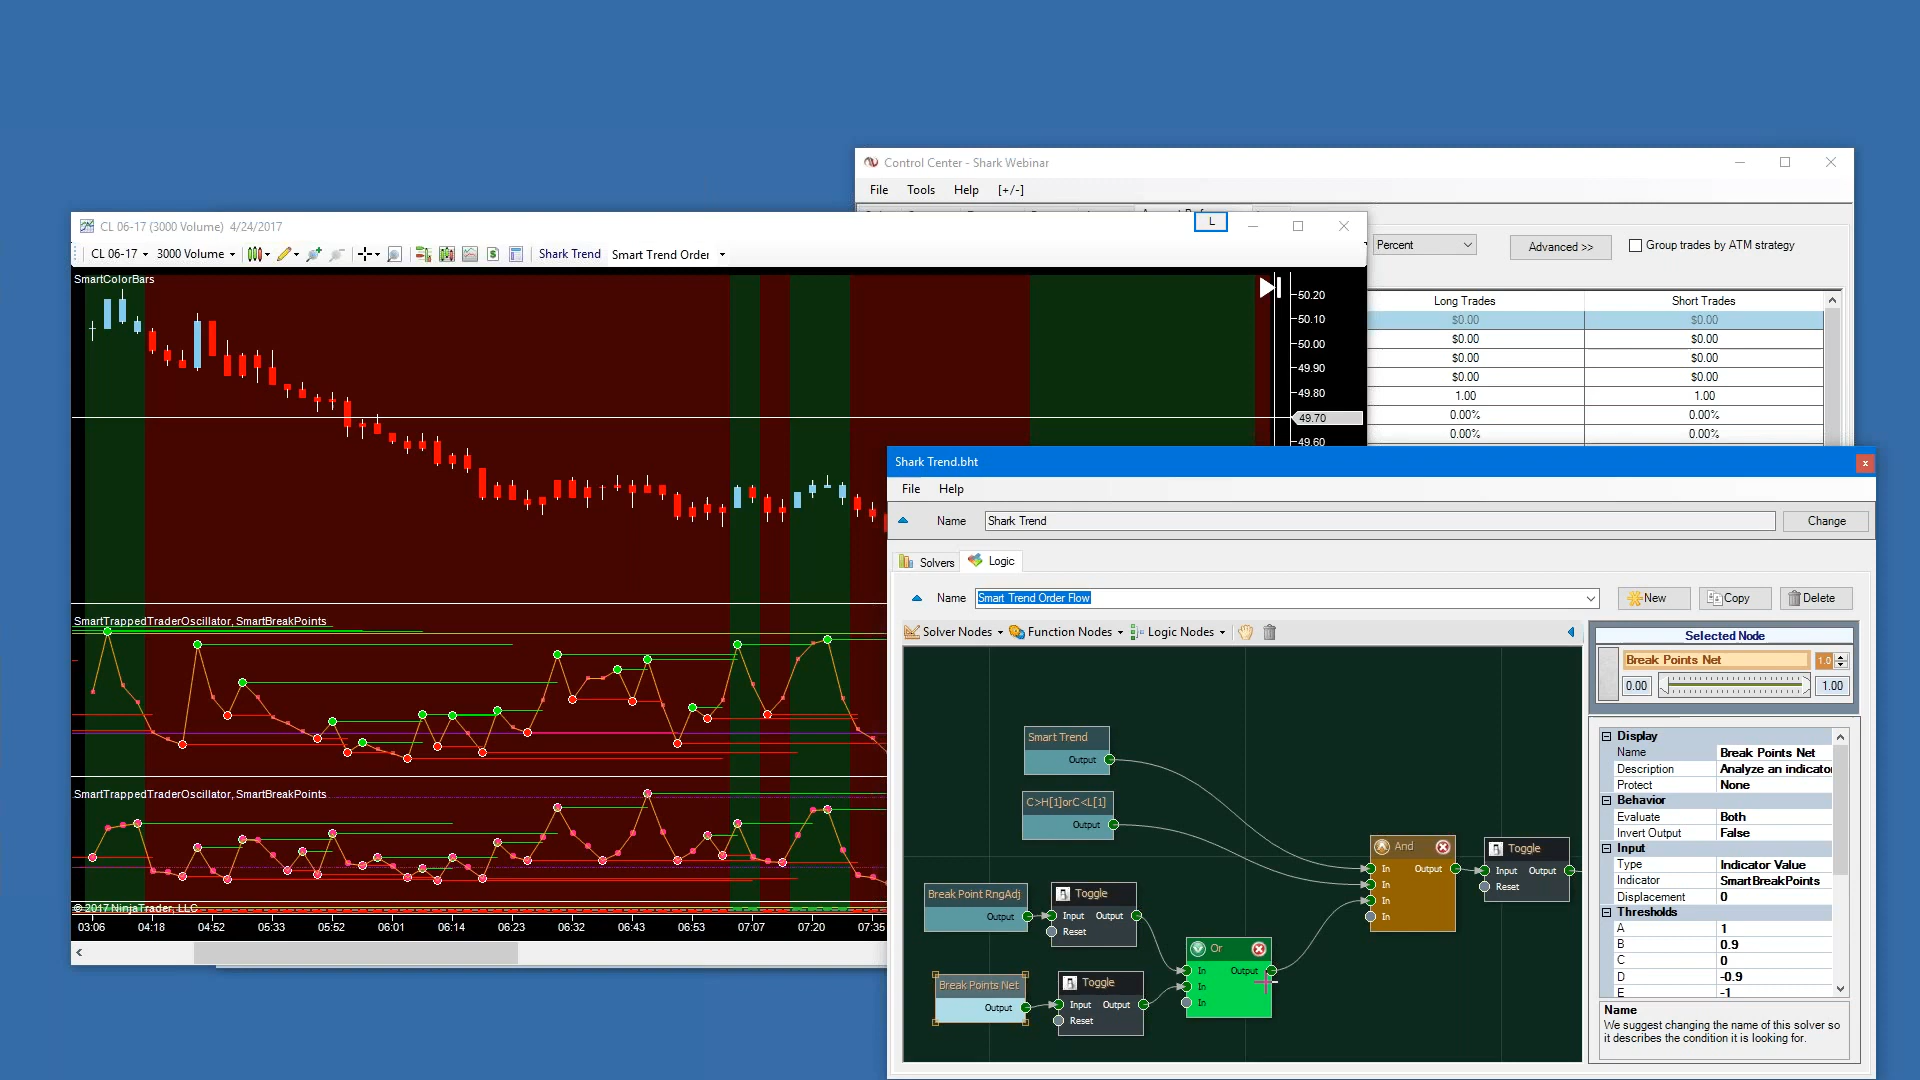 Control Center - Shark Webinar
File Tools Help [+/-]
CL 06-17 (3000 Volume) 4/24/2017
L
CL 06-17 3000 Volume Shark Trend Smart Trend Order
Percent Advanced >> Group trades by ATM strategy
SmartColorBars
50.20
50.10
50.00
49.90
49.80
49.70
49.60
Long Trades Short Trades
$0.00 $0.00
$0.00 $0.00
$0.00 $0.00
$0.00 $0.00
1.00 1.00
0.00% 0.00%
0.00% 0.00%
SmartTrappedTraderOscillator, SmartBreakPoints
SmartTrappedTraderOscillator, SmartBreakPoints
© 2017 NinjaTrader, LLC
03:06 04:18 04:52 05:33 05:52 06:01 06:14 06:23 06:32 06:43 06:53 07:07 07:20 07:35
Shark Trend.bht
x
File Help
Name Shark Trend Change
Solvers Logic
Name Smart Trend Order Flow New Copy Delete
Solver Nodes Function Nodes Logic Nodes
Smart Trend
Output
C>H[1]orC<L[1]
Output
Break Point RngAdj
Output
Toggle
Input Output
Reset
Break Points Net
Output
Toggle
Input Output
Reset
Or
In Output
In
In
And
In Output
In
In
In
Toggle
Input Output
Reset
Selected Node
Break Points Net 1.0
0.00 1.00
Display
Name Break Points Net
Description Analyze an indicato
Protect None
Behavior
Evaluate Both
Invert Output False
Input
Type Indicator Value
Indicator SmartBreakPoints
Displacement 0
Thresholds
A 1
B 0.9
C 0
D -0.9
E -1
Name
We suggest changing the name of this solver so
it describes the condition it is looking for.